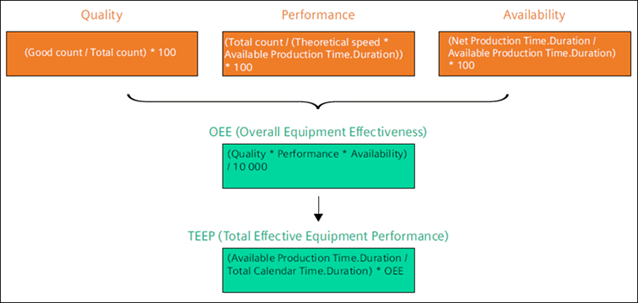 Quality
Performance
Availability
(Good count / Total count) * 100
(Total count / (Theoretical speed *
Available Production Time.Duration))
* 100
(Net Production Time.Duration /
Available Production Time.Duration)
* 100
OEE (Overall Equipment Effectiveness)
(Quality * Performance * Availability)
/ 10 000
TEEP (Total Effective Equipment Performance)
(Available Production Time.Duration /
Total Calendar Time.Duration) * OEE